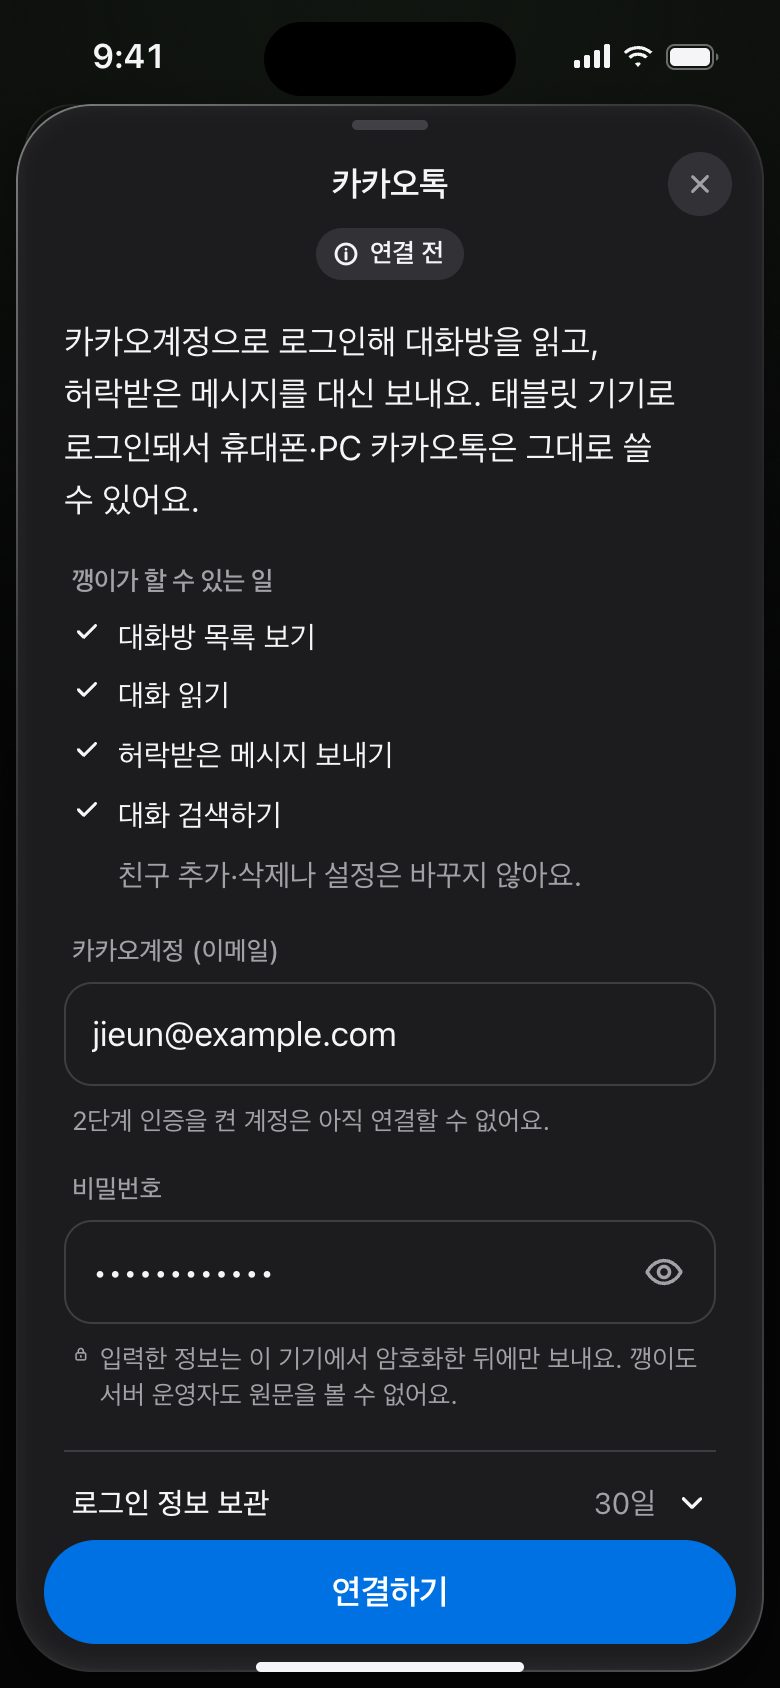 9:41
카카오톡
연결 전
카카오계정으로 로그인해 대화방을 읽고,
허락받은 메시지를 대신 보내요. 태블릿 기기로
로그인돼서 휴대폰·PC 카카오톡은 그대로 쓸
수 있어요.
깽이가 할 수 있는 일
대화방 목록 보기
대화 읽기
허락받은 메시지 보내기
대화 검색하기
친구 추가·삭제나 설정은 바꾸지 않아요.
카카오계정 (이메일)
jieun@example.com
2단계 인증을 켠 계정은 아직 연결할 수 없어요.
비밀번호
••••••••••••
입력한 정보는 이 기기에서 암호화한 뒤에만 보내요. 깽이도
서버 운영자도 원문을 볼 수 없어요.
로그인 정보 보관 30일
연결하기